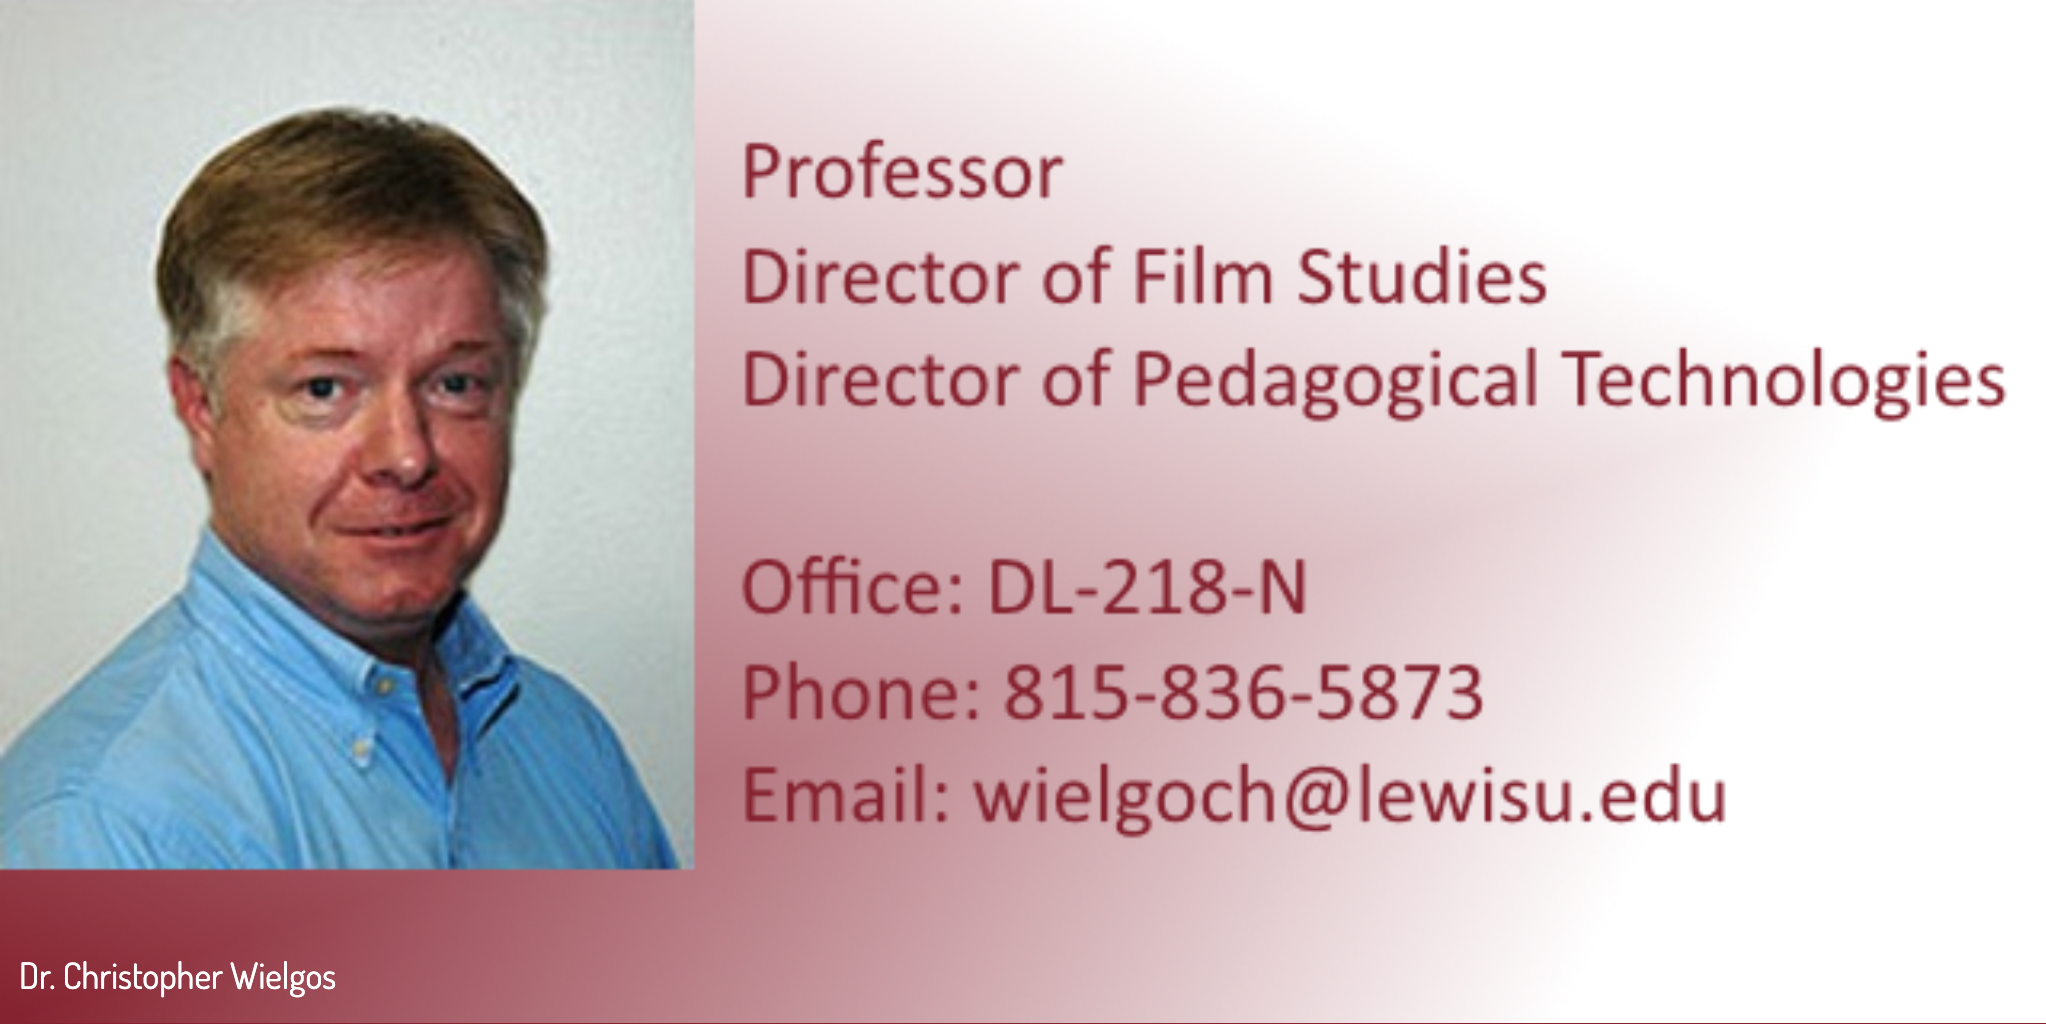 Professor
Director of Film Studies
Director of Pedagogical Technologies
Office: DL-218-N
Phone: 815-836-5873
Email: wielgoch@lewisu.edu
Dr. Christopher Wielgos